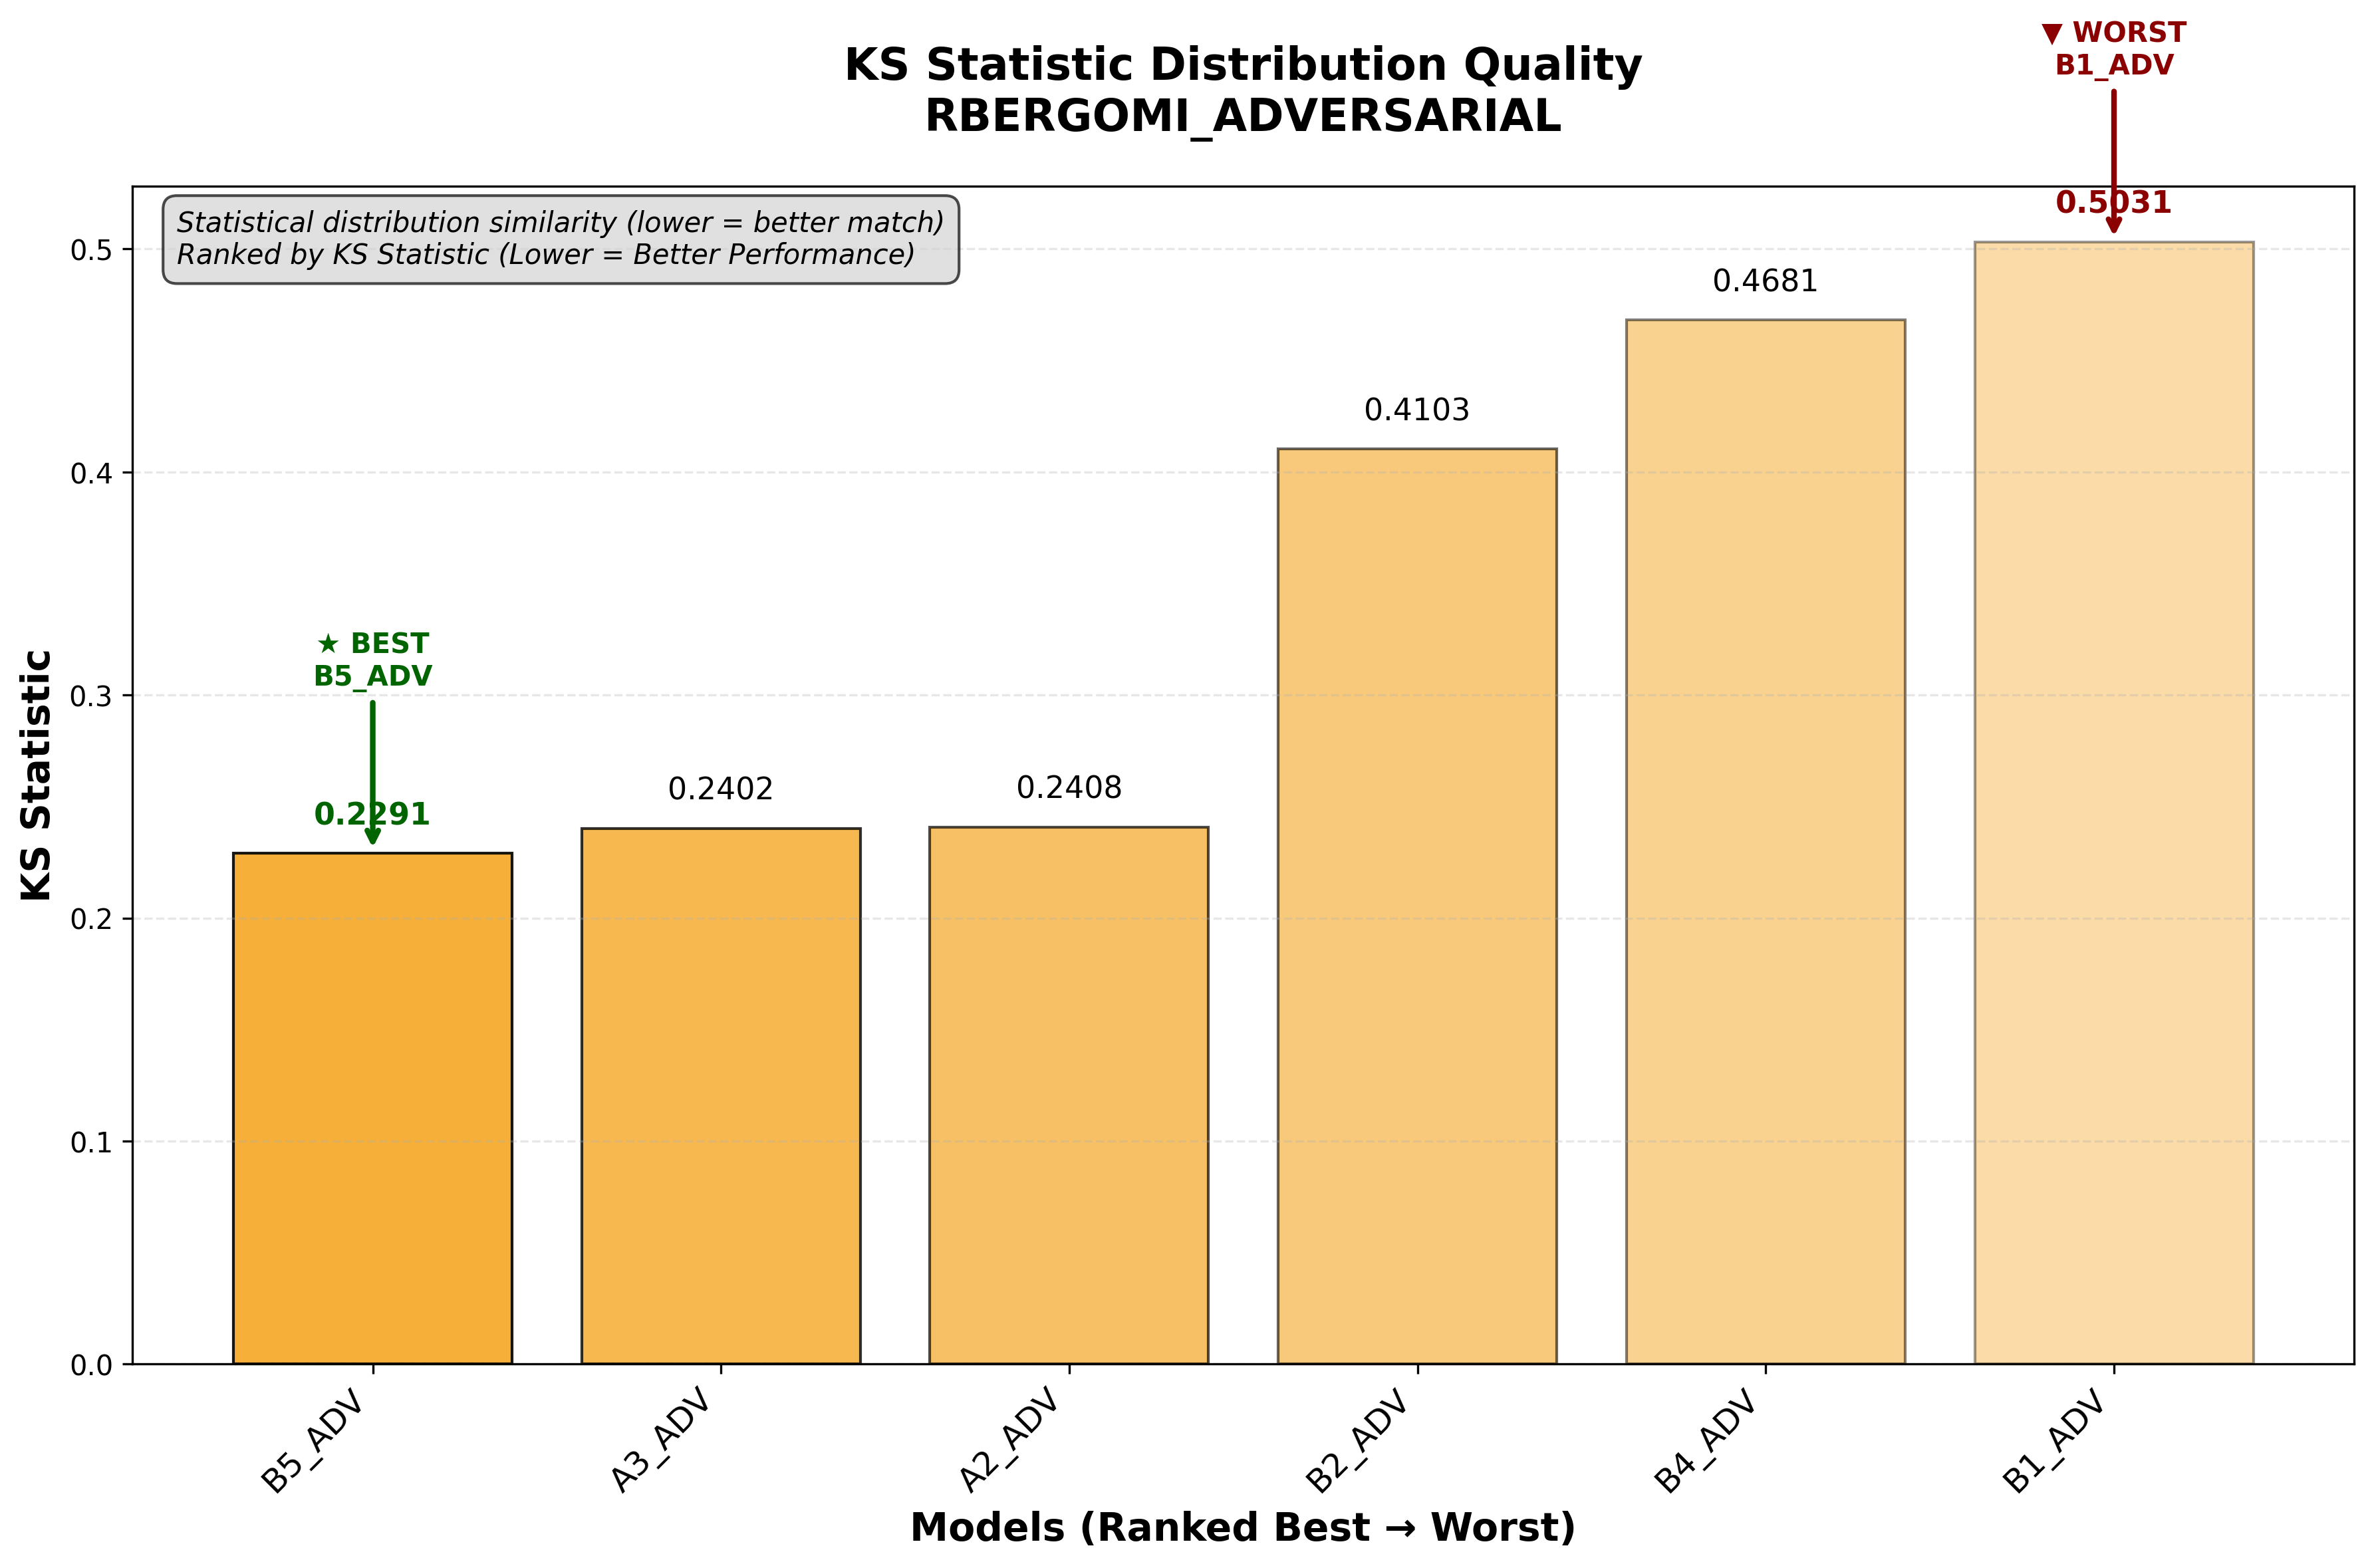 KS Statistic Distribution Quality
RBERGOMI_ADVERSARIAL
▼ WORST
B1_ADV
0.5031
Statistical distribution similarity (lower = better match)
Ranked by KS Statistic (Lower = Better Performance)
0.4681
0.4103
★ BEST
B5_ADV
0.2291
0.2402
0.2408
KS Statistic
0.5
0.4
0.3
0.2
0.1
0.0
B5_ADV
A3_ADV
A2_ADV
B2_ADV
B4_ADV
B1_ADV
Models (Ranked Best → Worst)